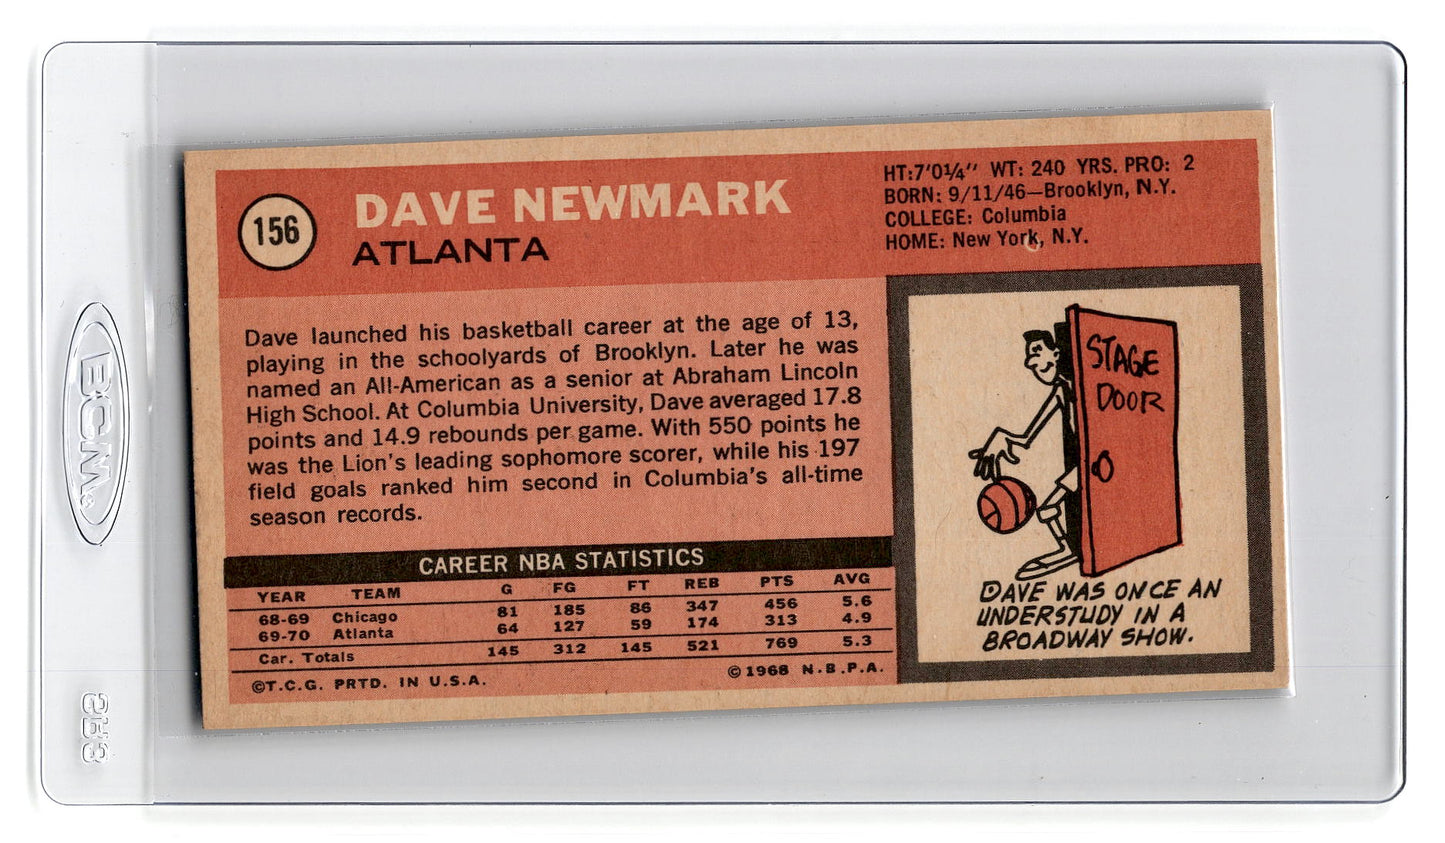 156
DAVE NEWMARK
ATLANTA
HT:7'0¼" WT: 240 YRS. PRO: 2
BORN: 9/11/46—Brooklyn, N.Y.
COLLEGE: Columbia
HOME: New York, N.Y.
Dave launched his basketball career at the age of 13,
playing in the schoolyards of Brooklyn. Later he was
named an All-American as a senior at Abraham Lincoln
High School. At Columbia University, Dave averaged 17.8
points and 14.9 rebounds per game. With 550 points he
was the Lion's leading sophomore scorer, while his 197
field goals ranked him second in Columbia's all-time
season records.
CAREER NBA STATISTICS
YEAR TEAM G FG FT REB PTS AVG
68-69 Chicago 81 185 86 347 456 5.6
69-70 Atlanta 64 127 59 174 313 4.9
Car. Totals 145 312 145 521 769 5.3
©T.C.G. PRTD. IN U.S.A. ©1968 N.B.P.A.
STAGE
DOOR
DAVE WAS ONCE AN
UNDERSTUDY IN A
BROADWAY SHOW.
BCW